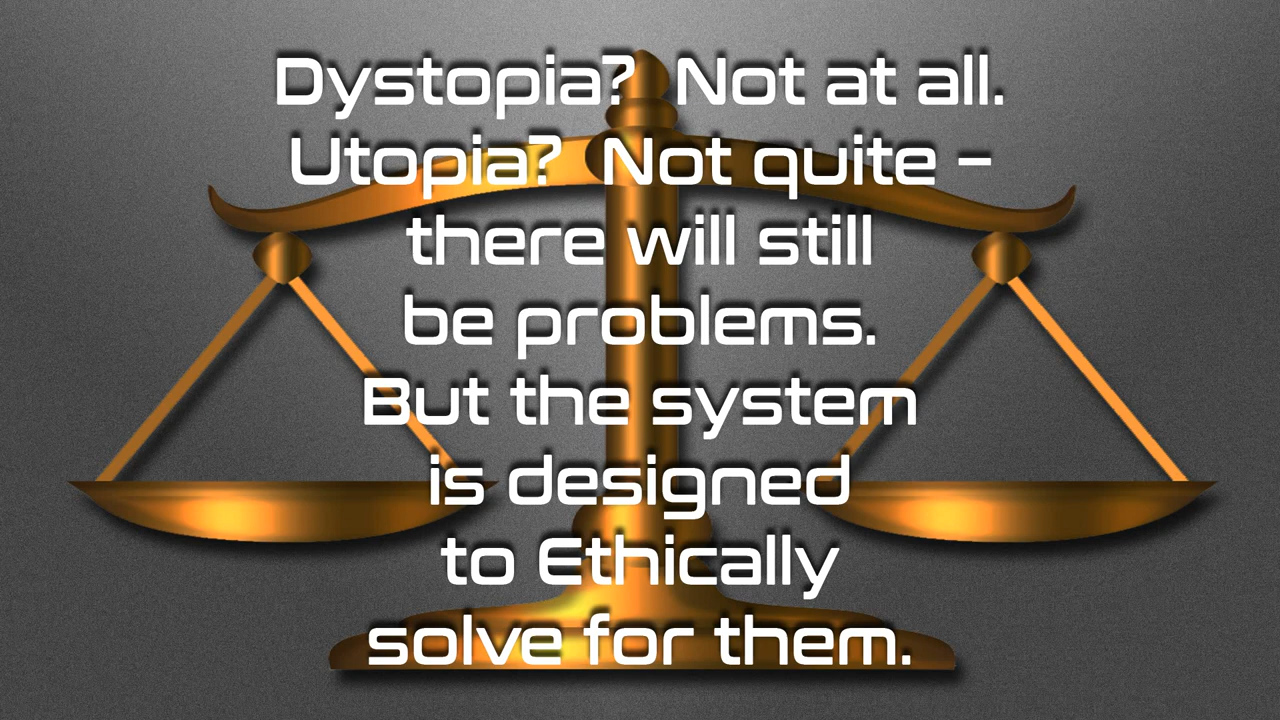 Dystopia?  Not at all.
Utopia?  Not quite –
there will still
be problems.
But the system
is designed
to Ethically
solve for them.